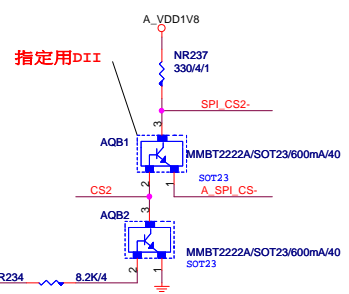 A_VDD1V8
指定用DII
NR237
330/4/1
SPI_CS2-
3
AQB1
MMBT2222A/SOT23/600mA/40
SOT23
2
1
CS2
A_SPI_CS-
3
AQB2
MMBT2222A/SOT23/600mA/40
SOT23
2
1
R234
8.2K/4